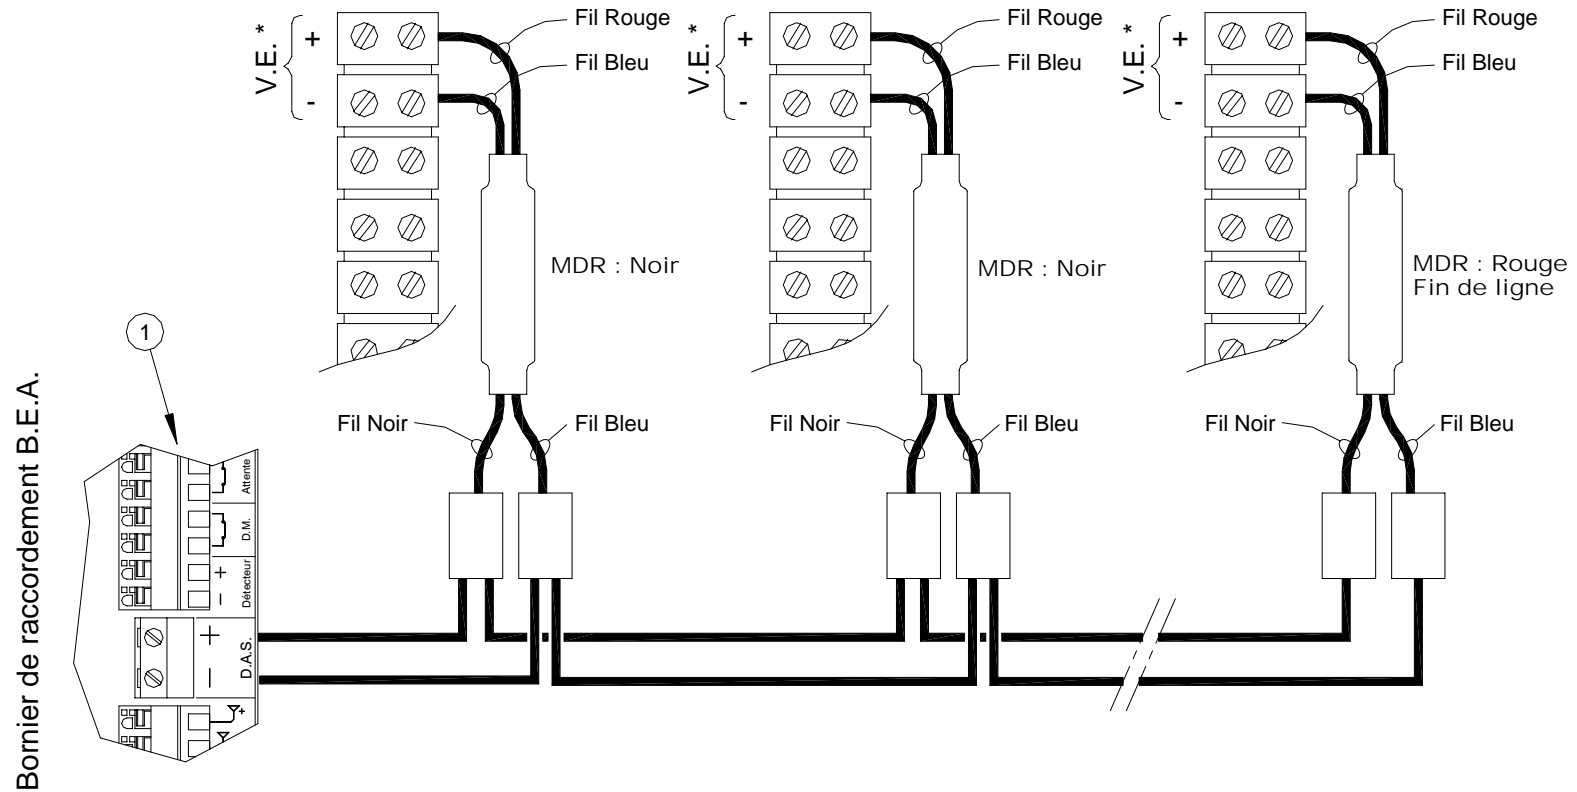 V.E. *
+
-
Fil Rouge
Fil Bleu
MDR : Noir
Fil Noir
Fil Bleu
V.E. *
+
-
Fil Rouge
Fil Bleu
MDR : Noir
Fil Noir
Fil Bleu
V.E. *
+
-
Fil Rouge
Fil Bleu
MDR : Rouge
Fin de ligne
Fil Noir
Fil Bleu
1
Bornier de raccordement B.E.A.
Attente
D.M.
+
-
Détecteur
+
-
D.A.S.
+